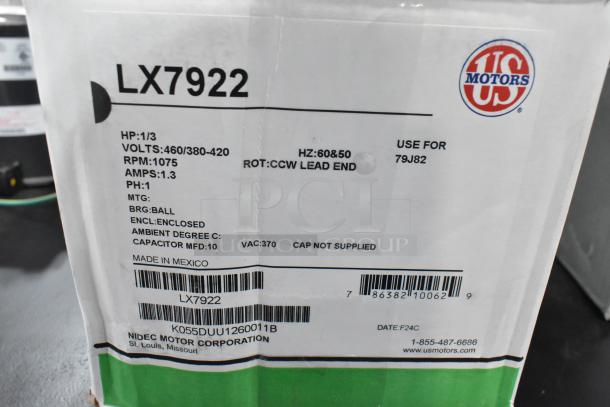 LX7922
US
MOTORS
®
HP:1/3
VOLTS:460/380-420
HZ:60&50
USE FOR
RPM:1075
ROT:CCW LEAD END
79J82
AMPS:1.3
PH:1
MTG:
BRG:BALL
ENCL:ENCLOSED
AMBIENT DEGREE C:
CAPACITOR MFD:10 VAC:370 CAP NOT SUPPLIED
PCI
AUCTION GROUP
MADE IN MEXICO
LX7922
7 86382 10062 9
K055DUU1260011B
DATE:F24C
NIDEC MOTOR CORPORATION
1-855-487-6686
St. Louis, Missouri
www.usmotors.com